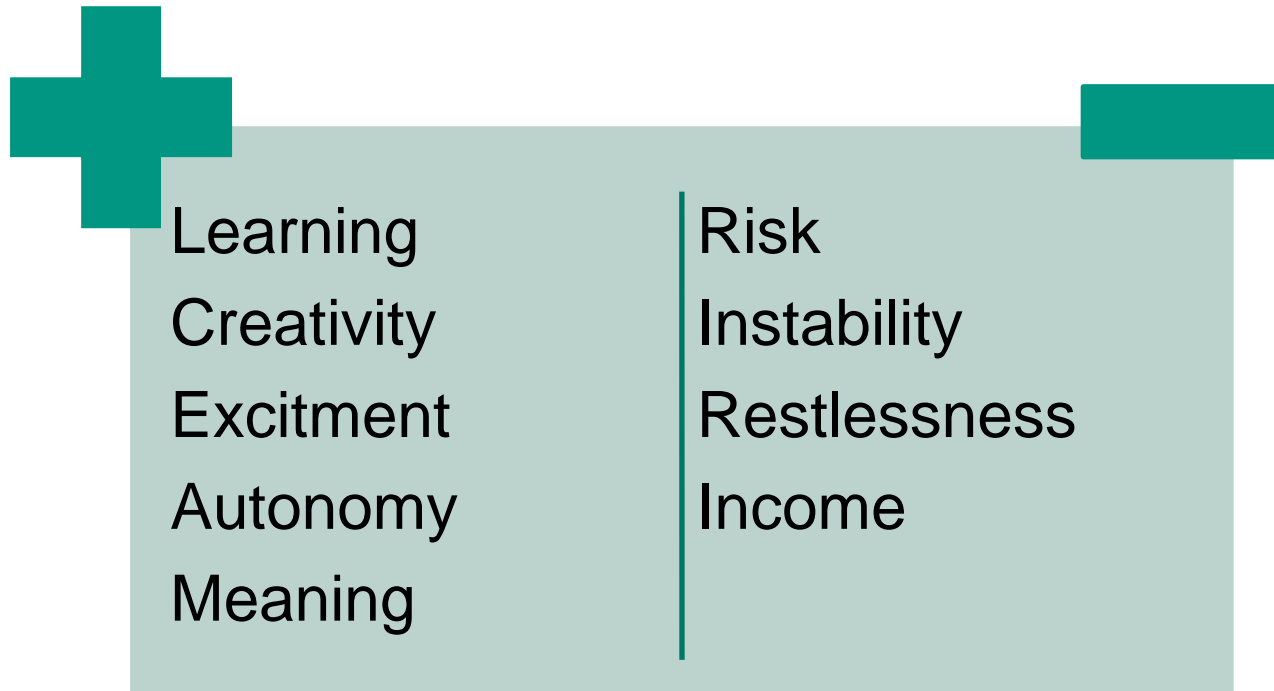 Learning
Creativity
Excitment
Autonomy
Meaning
Risk
Instability
Restlessness
Income